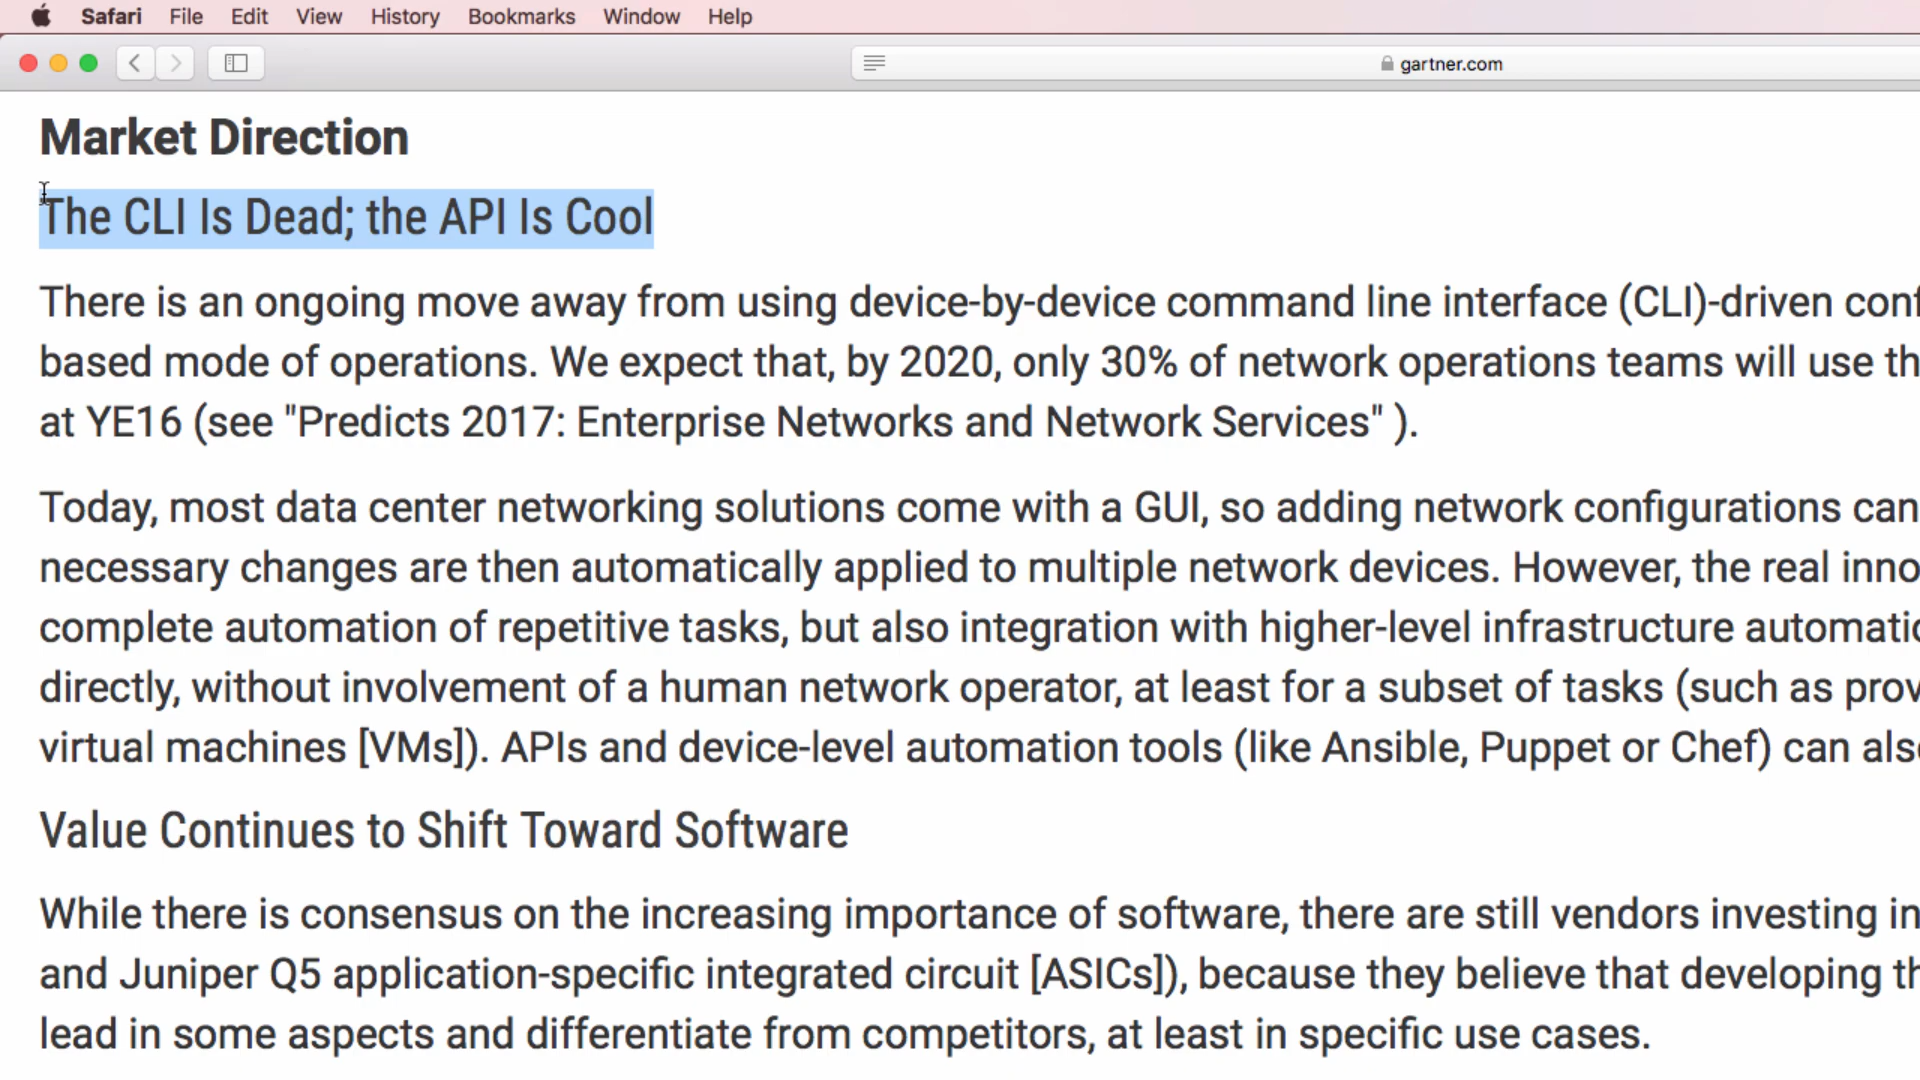 Safari File Edit View History Bookmarks Window Help
gartner.com
Market Direction
The CLI Is Dead; the API Is Cool
There is an ongoing move away from using device-by-device command line interface (CLI)-driven
based mode of operations. We expect that, by 2020, only 30% of network operations teams will use
at YE16 (see "Predicts 2017: Enterprise Networks and Network Services" ).
Today, most data center networking solutions come with a GUI, so adding network configurations can
necessary changes are then automatically applied to multiple network devices. However, the real
complete automation of repetitive tasks, but also integration with higher-level infrastructure
directly, without involvement of a human network operator, at least for a subset of tasks (such as
virtual machines [VMs]). APIs and device-level automation tools (like Ansible, Puppet or Chef) can
Value Continues to Shift Toward Software
While there is consensus on the increasing importance of software, there are still vendors investing in
and Juniper Q5 application-specific integrated circuit [ASICs]), because they believe that developing
lead in some aspects and differentiate from competitors, at least in specific use cases.